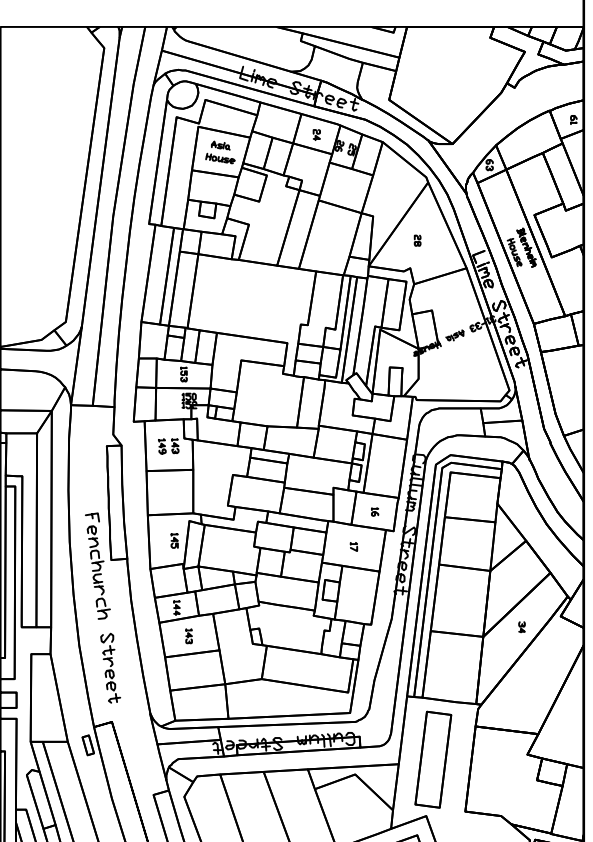 Lime Street
61
24
25
26
Asia
House
63
28
Blenheim
House
Lime Street
31-33 Asia House
153
143
149
Cullum Street
16
17
145
Fenchurch Street
144
143
34
Cullum Street